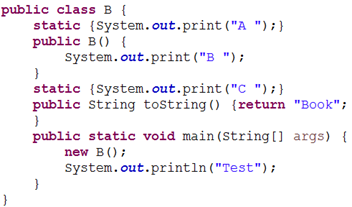 public class B {
    static {System.out.print("A ");}
    public B() {
        System.out.print("B ");
    }
    static {System.out.print("C ");}
    public String toString() {return "Book";
    }
    public static void main(String[] args) {
        new B();
        System.out.println("Test");
    }
}